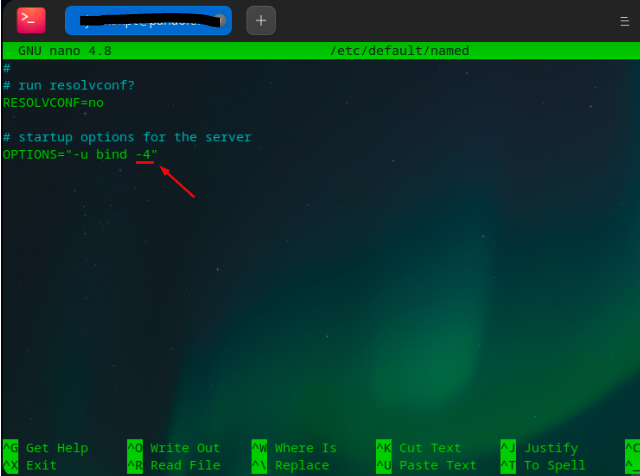 GNU nano 4.8 /etc/default/named
#
# run resolvconf?
RESOLVCONF=no
# startup options for the server
OPTIONS="-u bind -4"
^G Get Help ^O Write Out ^W Where Is ^K Cut Text ^J Justify ^C
^X Exit ^R Read File ^\ Replace ^U Paste Text ^T To Spell ^_